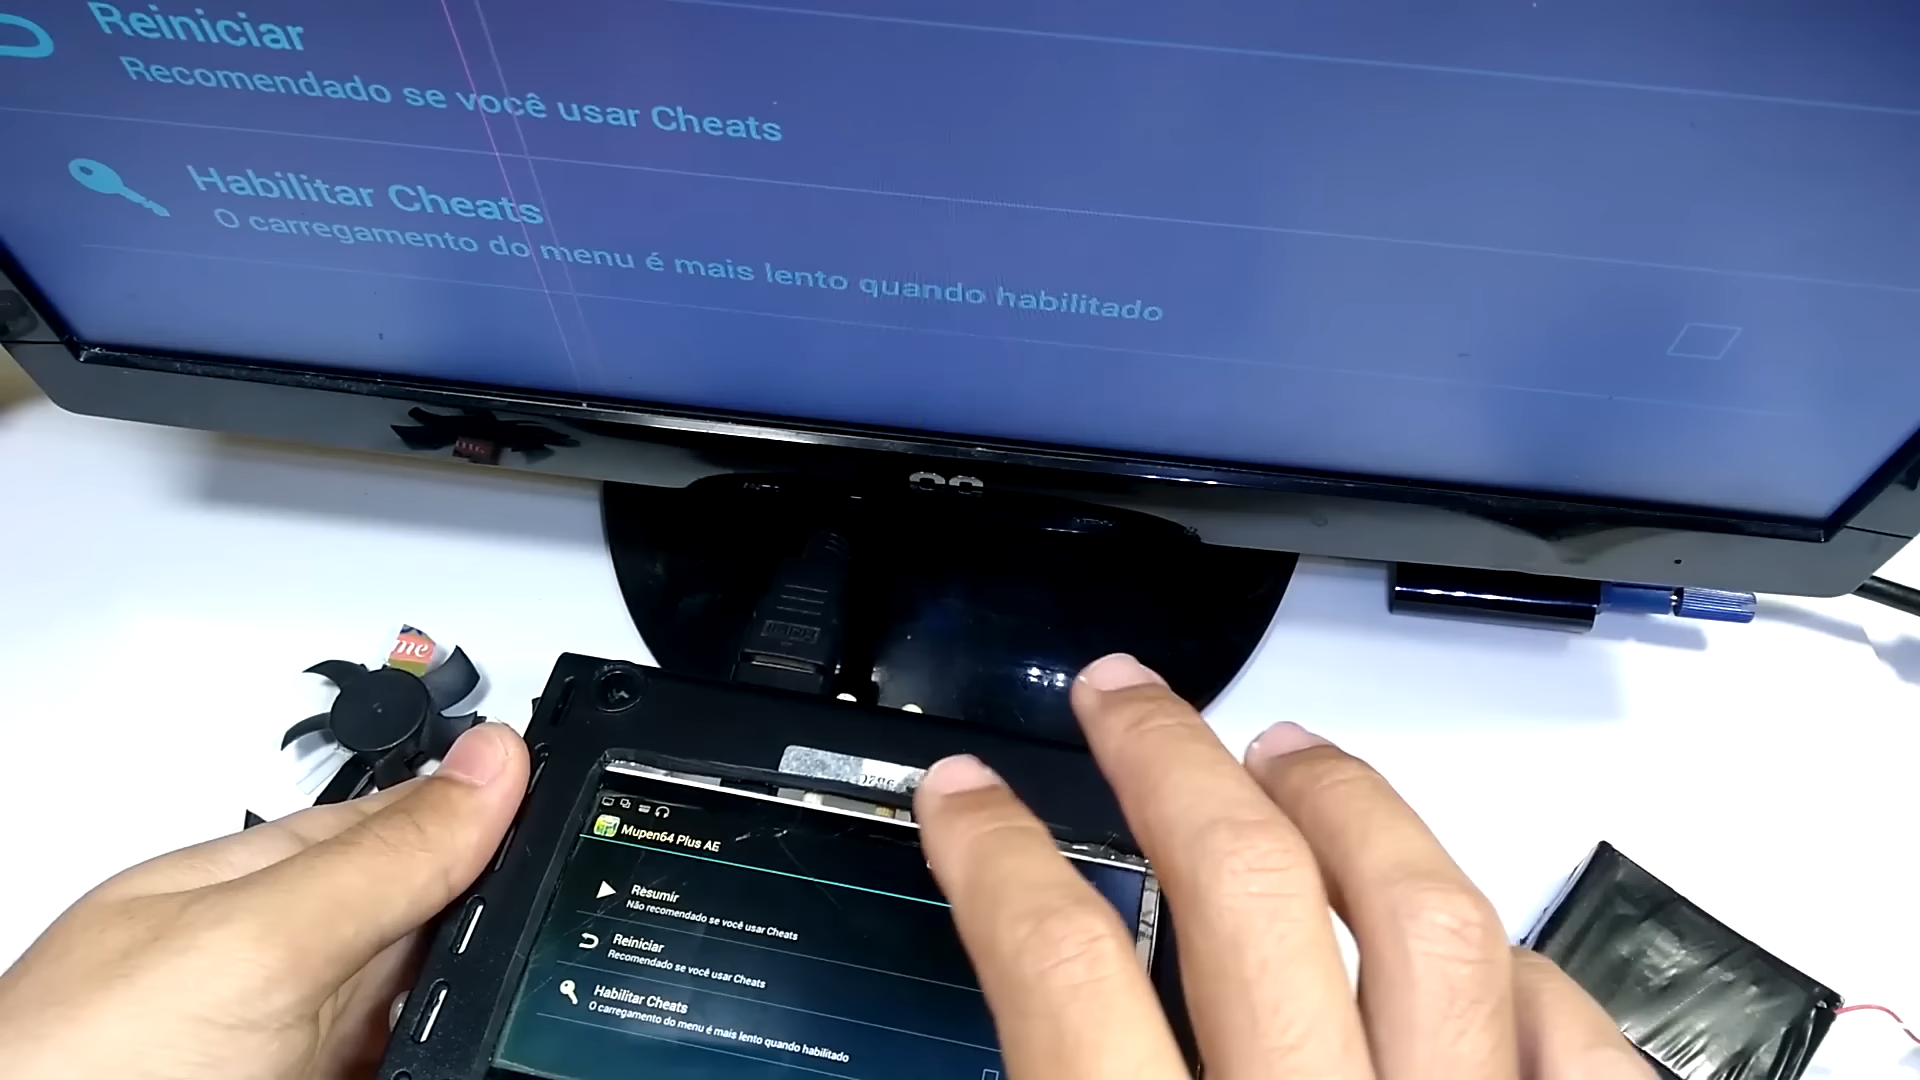 Reiniciar
Recomendado se você usar Cheats
Habilitar Cheats
O carregamento do menu é mais lento quando habilitado
me
Mupen64 Plus AE
Resumir
Não recomendado se você usar Cheats
Reiniciar
Recomendado se você usar Cheats
Habilitar Cheats
O carregamento do menu é mais lento quando habilitado